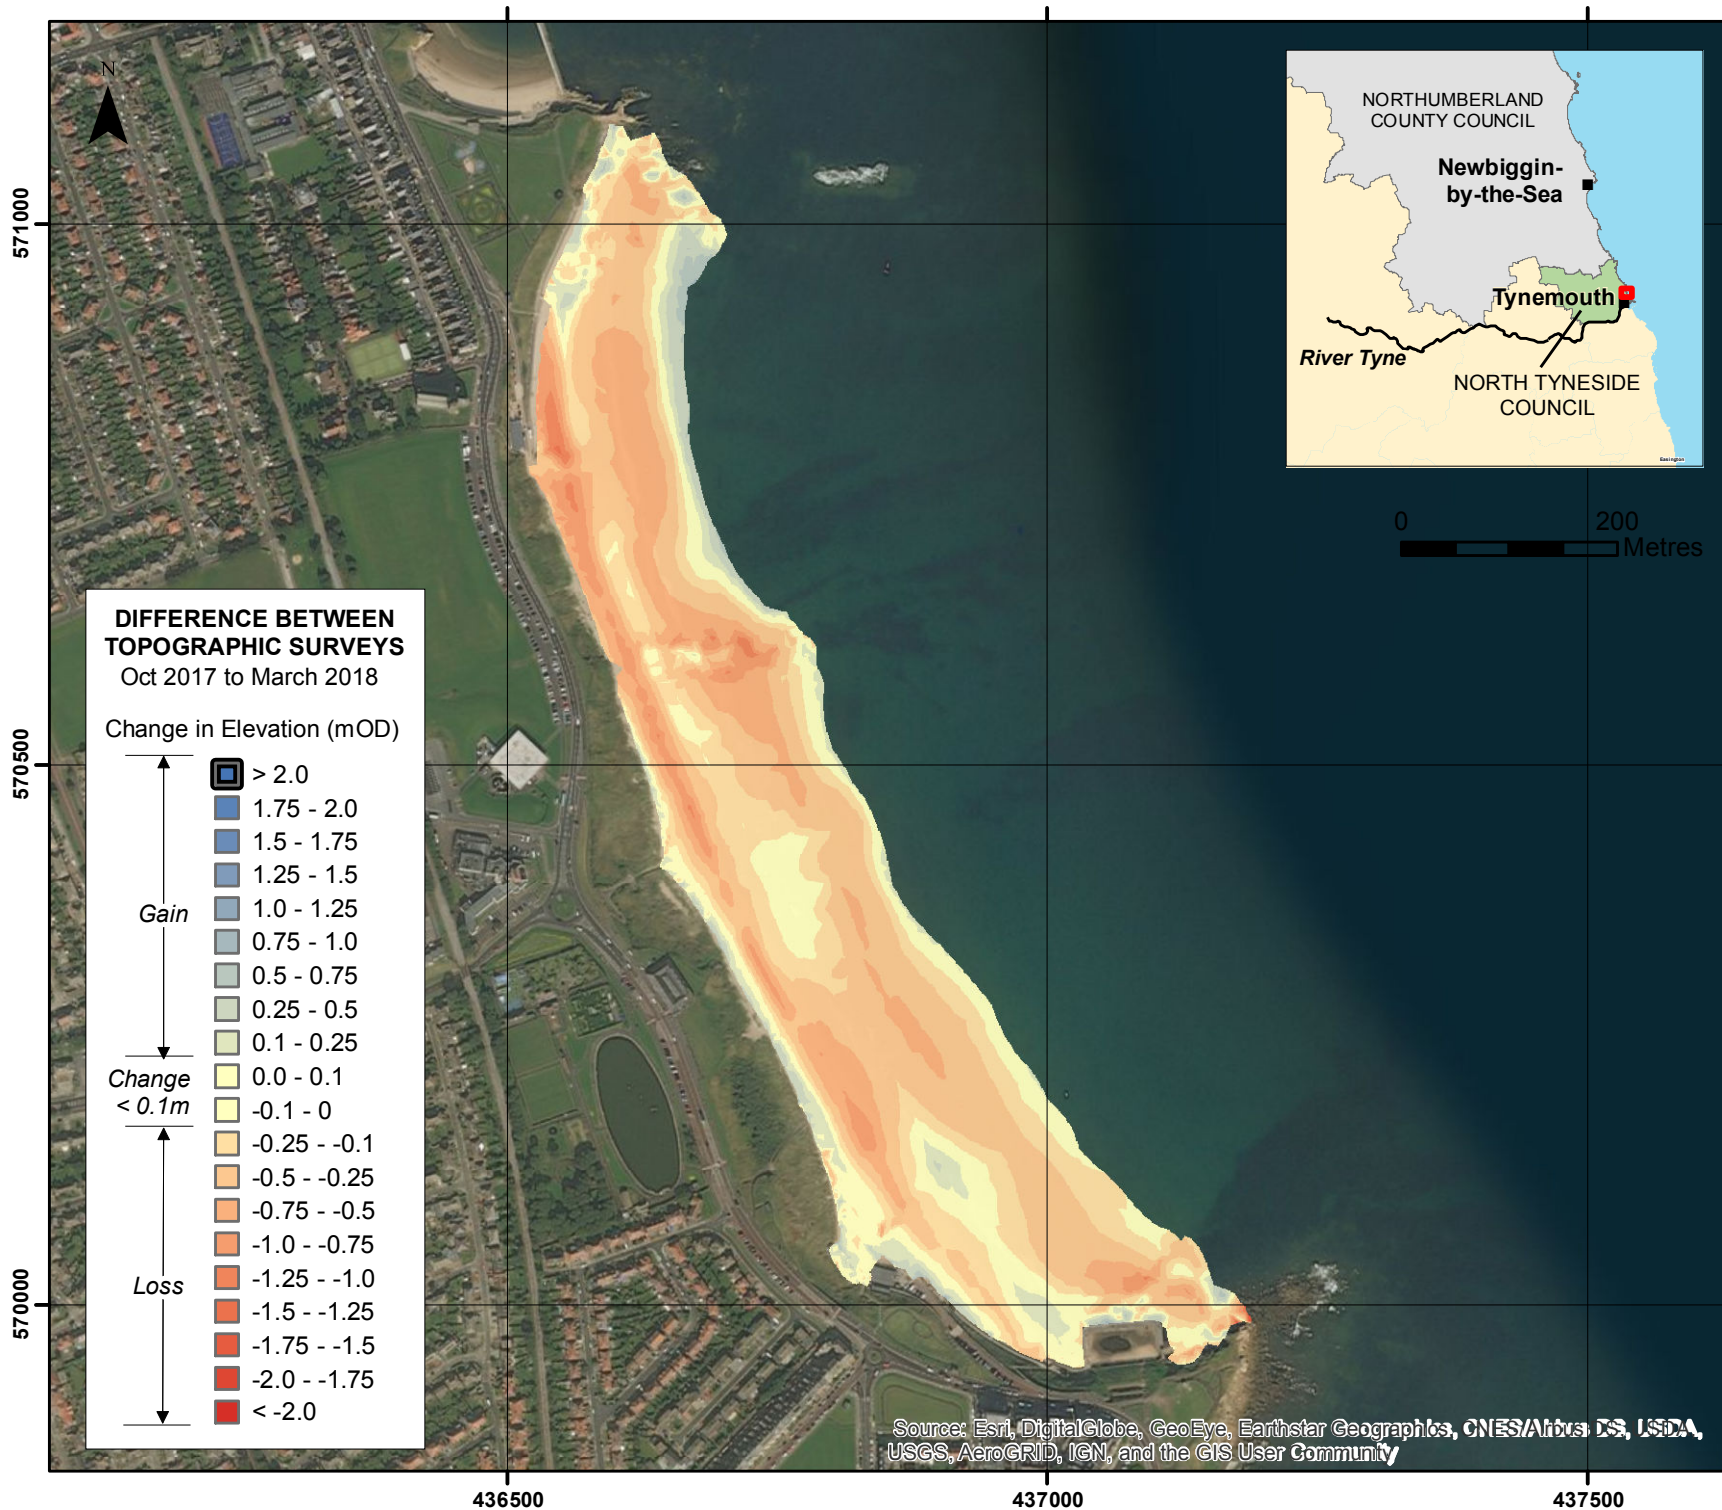 N
NORTHUMBERLAND
COUNTY COUNCIL
Newbiggin-
by-the-Sea
Tynemouth
River Tyne
NORTH TYNESIDE
COUNCIL
Easington
0 200
Metres
571000
570500
570000
DIFFERENCE BETWEEN
TOPOGRAPHIC SURVEYS
Oct 2017 to March 2018
Change in Elevation (mOD)
> 2.0
1.75 - 2.0
1.5 - 1.75
1.25 - 1.5
Gain
1.0 - 1.25
0.75 - 1.0
0.5 - 0.75
0.25 - 0.5
0.1 - 0.25
Change
< 0.1m
0.0 - 0.1
-0.1 - 0
-0.25 - -0.1
-0.5 - -0.25
-0.75 - -0.5
-1.0 - -0.75
Loss
-1.25 - -1.0
-1.5 - -1.25
-1.75 - -1.5
-2.0 - -1.75
< -2.0
Source: Esri, DigitalGlobe, GeoEye, Earthstar Geographics, CNES/Airbus DS, USDA,
USGS, AeroGRID, IGN, and the GIS User Community
436500
437000
437500